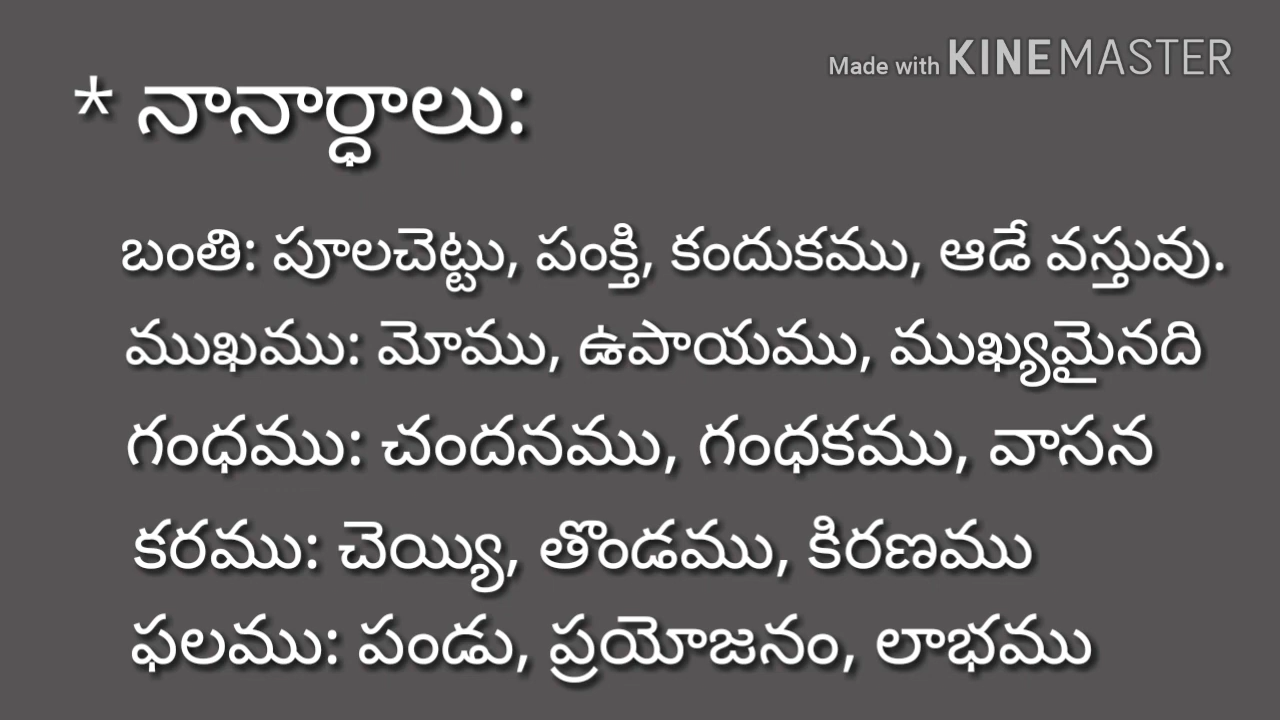 Made with KINEMASTER
* నానార్ధాలు:
బంతి: పూలచెట్టు, పంక్తి, కందుకము, ఆడే వస్తువు.
ముఖము: మోము, ఉపాయము, ముఖ్యమైనది
గంధము: చందనము, గంధకము, వాసన
కరము: చెయ్యి, తొండము, కిరణము
ఫలము: పండు, ప్రయోజనం, లాభము